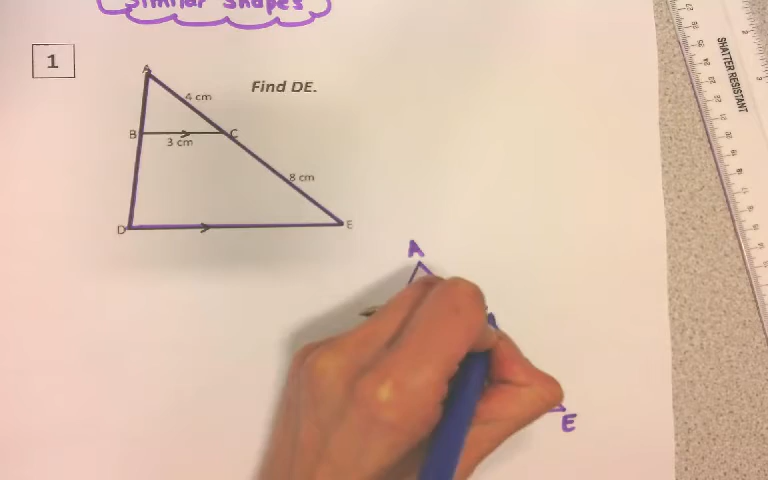 Similar Shapes
1
A
4 cm
Find DE.
B
C
3 cm
8 cm
D
E
A
E
SHATTER RESISTANT